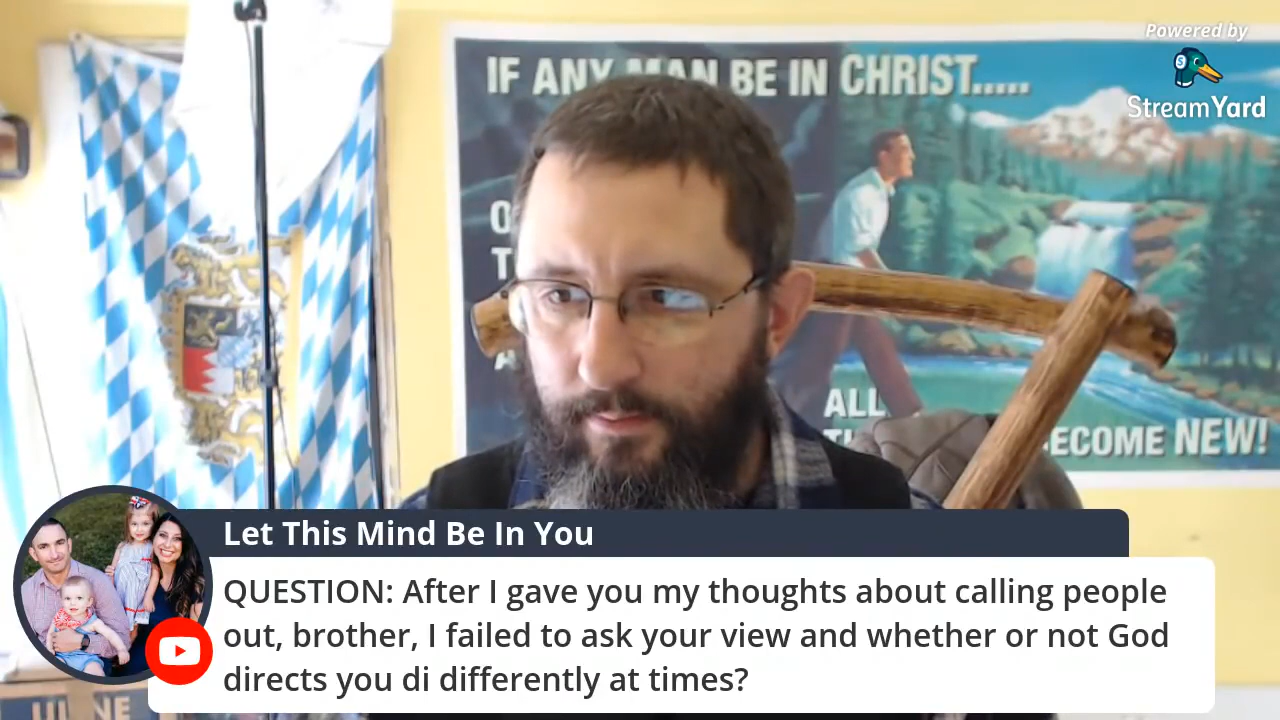 Powered by
StreamYard
IF ANY MAN BE IN CHRIST.....
ALL
BECOME NEW!
Let This Mind Be In You
QUESTION: After I gave you my thoughts about calling people
out, brother, I failed to ask your view and whether or not God
directs you di differently at times?